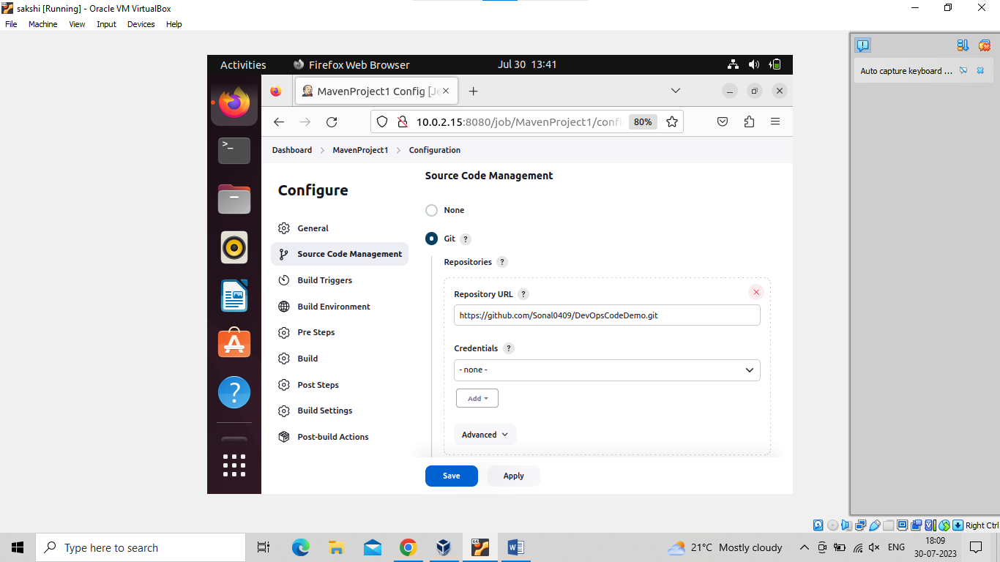 sakshi [Running] - Oracle VM VirtualBox
File Machine View Input Devices Help
Auto capture keyboard ...
Activities Firefox Web Browser Jul 30 13:41
MavenProject1 Config [Je
10.0.2.15:8080/job/MavenProject1/confi 80%
Dashboard MavenProject1 Configuration
Configure
General
Source Code Management
Build Triggers
Build Environment
Pre Steps
Build
Post Steps
Build Settings
Post-build Actions
Source Code Management
None
Git ?
Repositories ?
Repository URL ?
https://github.com/Sonal0409/DevOpsCodeDemo.git
Credentials ?
- none -
Add
Advanced
Save Apply
Right Ctrl
Type here to search
21°C Mostly cloudy
ENG
18:09
30-07-2023